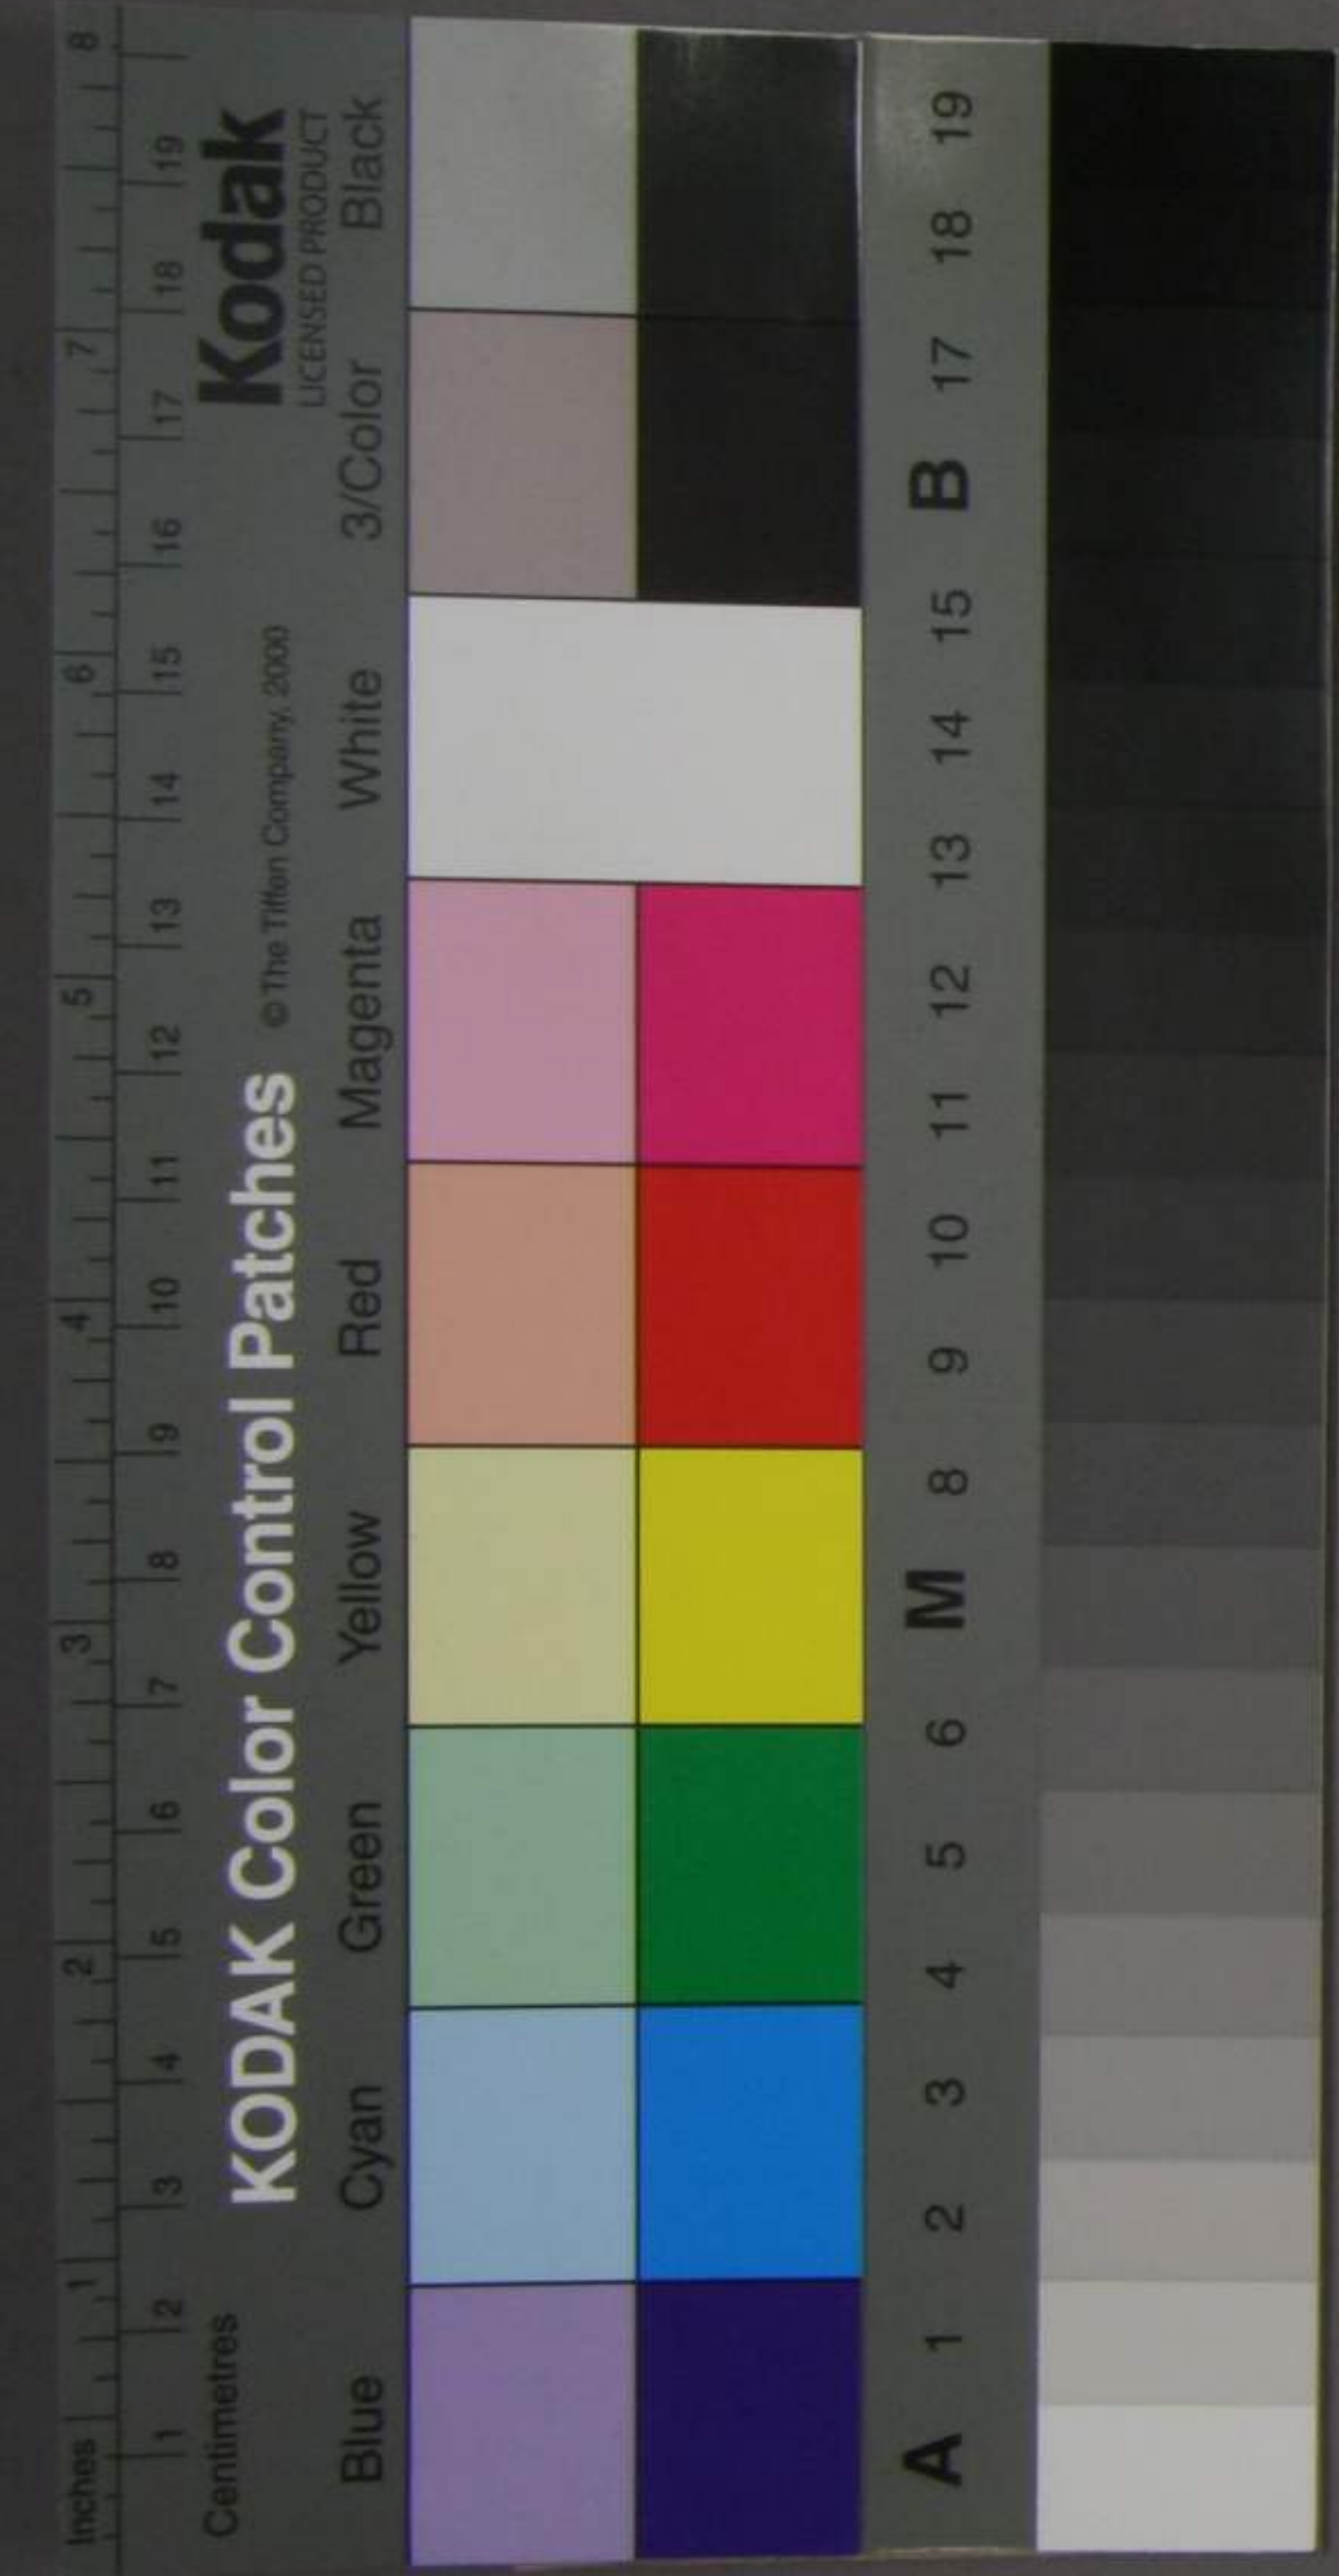 Inches 1 2 3 4 5 6 7 8
1 2 3 4 5 6 7 8 9 10 11 12 13 14 15 16 17 18 19
Centimetres
KODAK Color Control Patches © The Tiffen Company, 2000 Kodak
LICENSED PRODUCT
Blue Cyan Green Yellow Red Magenta White 3/Color Black
A 1 2 3 4 5 6 M 8 9 10 11 12 13 14 15 B 17 18 19